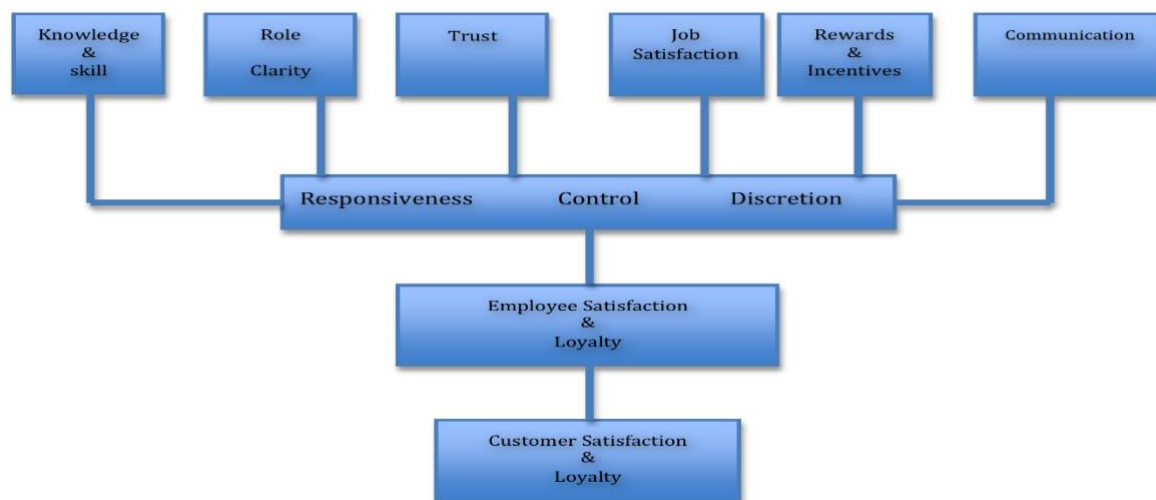 Knowledge
&
skill
Role
Clarity
Trust
Job
Satisfaction
Rewards
&
Incentives
Communication
Responsiveness Control Discretion
Employee Satisfaction
&
Loyalty
Customer Satisfaction
&
Loyalty